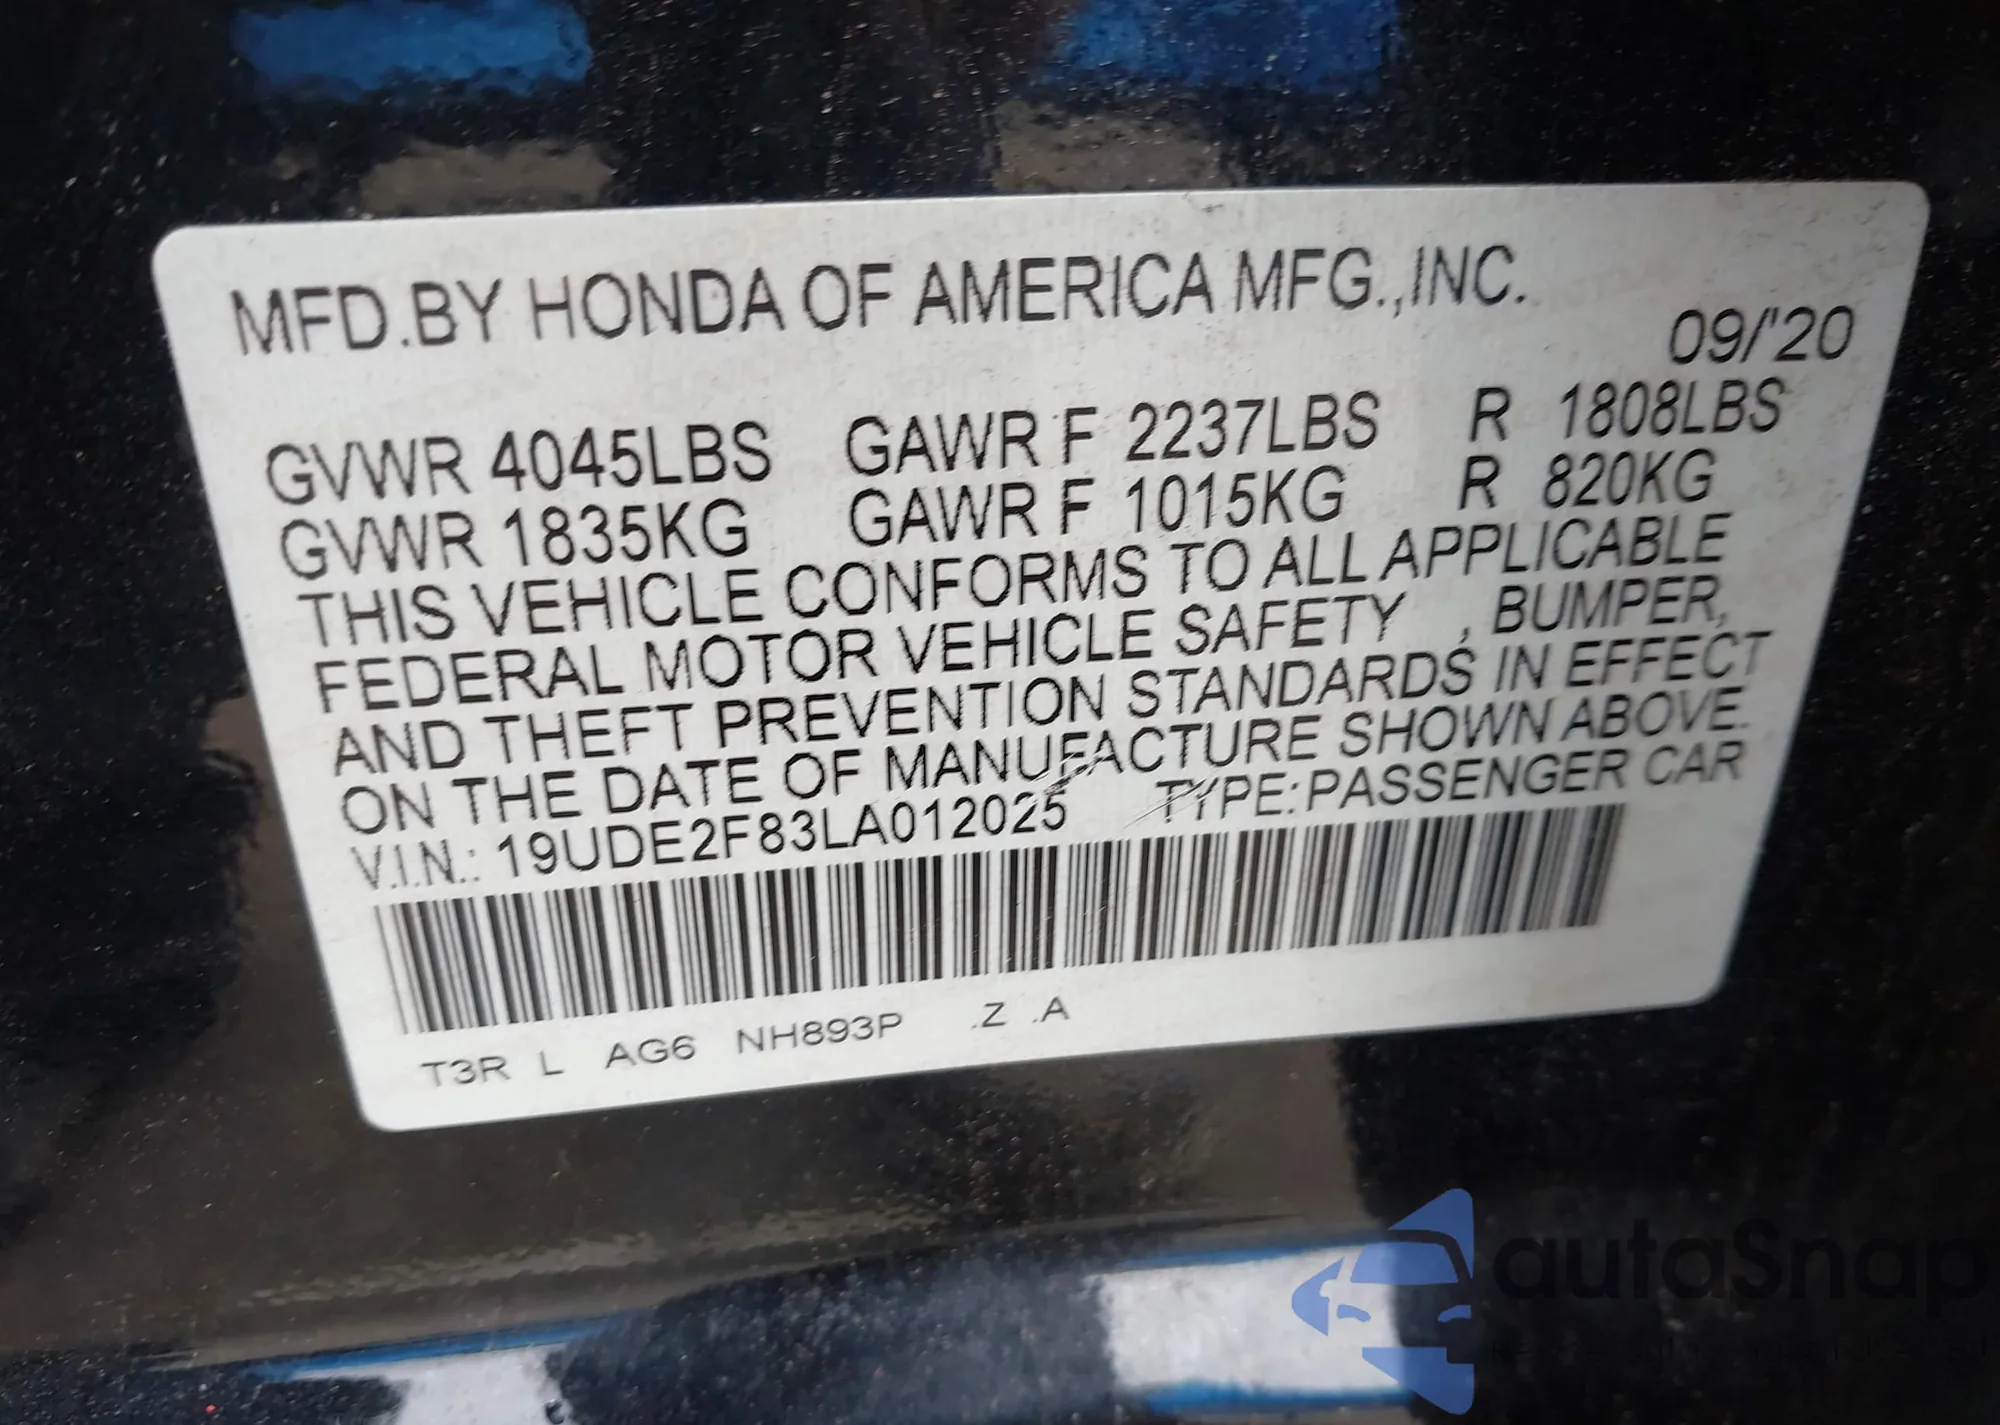 MFD.BY HONDA OF AMERICA MFG.,INC.
09/'20
GVWR 4045LBS GAWR F 2237LBS R 1808LBS
GVWR 1835KG GAWR F 1015KG R 820KG
THIS VEHICLE CONFORMS TO ALL APPLICABLE
FEDERAL MOTOR VEHICLE SAFETY , BUMPER,
AND THEFT PREVENTION STANDARDS IN EFFECT
ON THE DATE OF MANUFACTURE SHOWN ABOVE.
V.I.N.: 19UDE2F83LA012025 TYPE:PASSENGER CAR
T3R L AG6 NH893P .Z .A
autaSnap